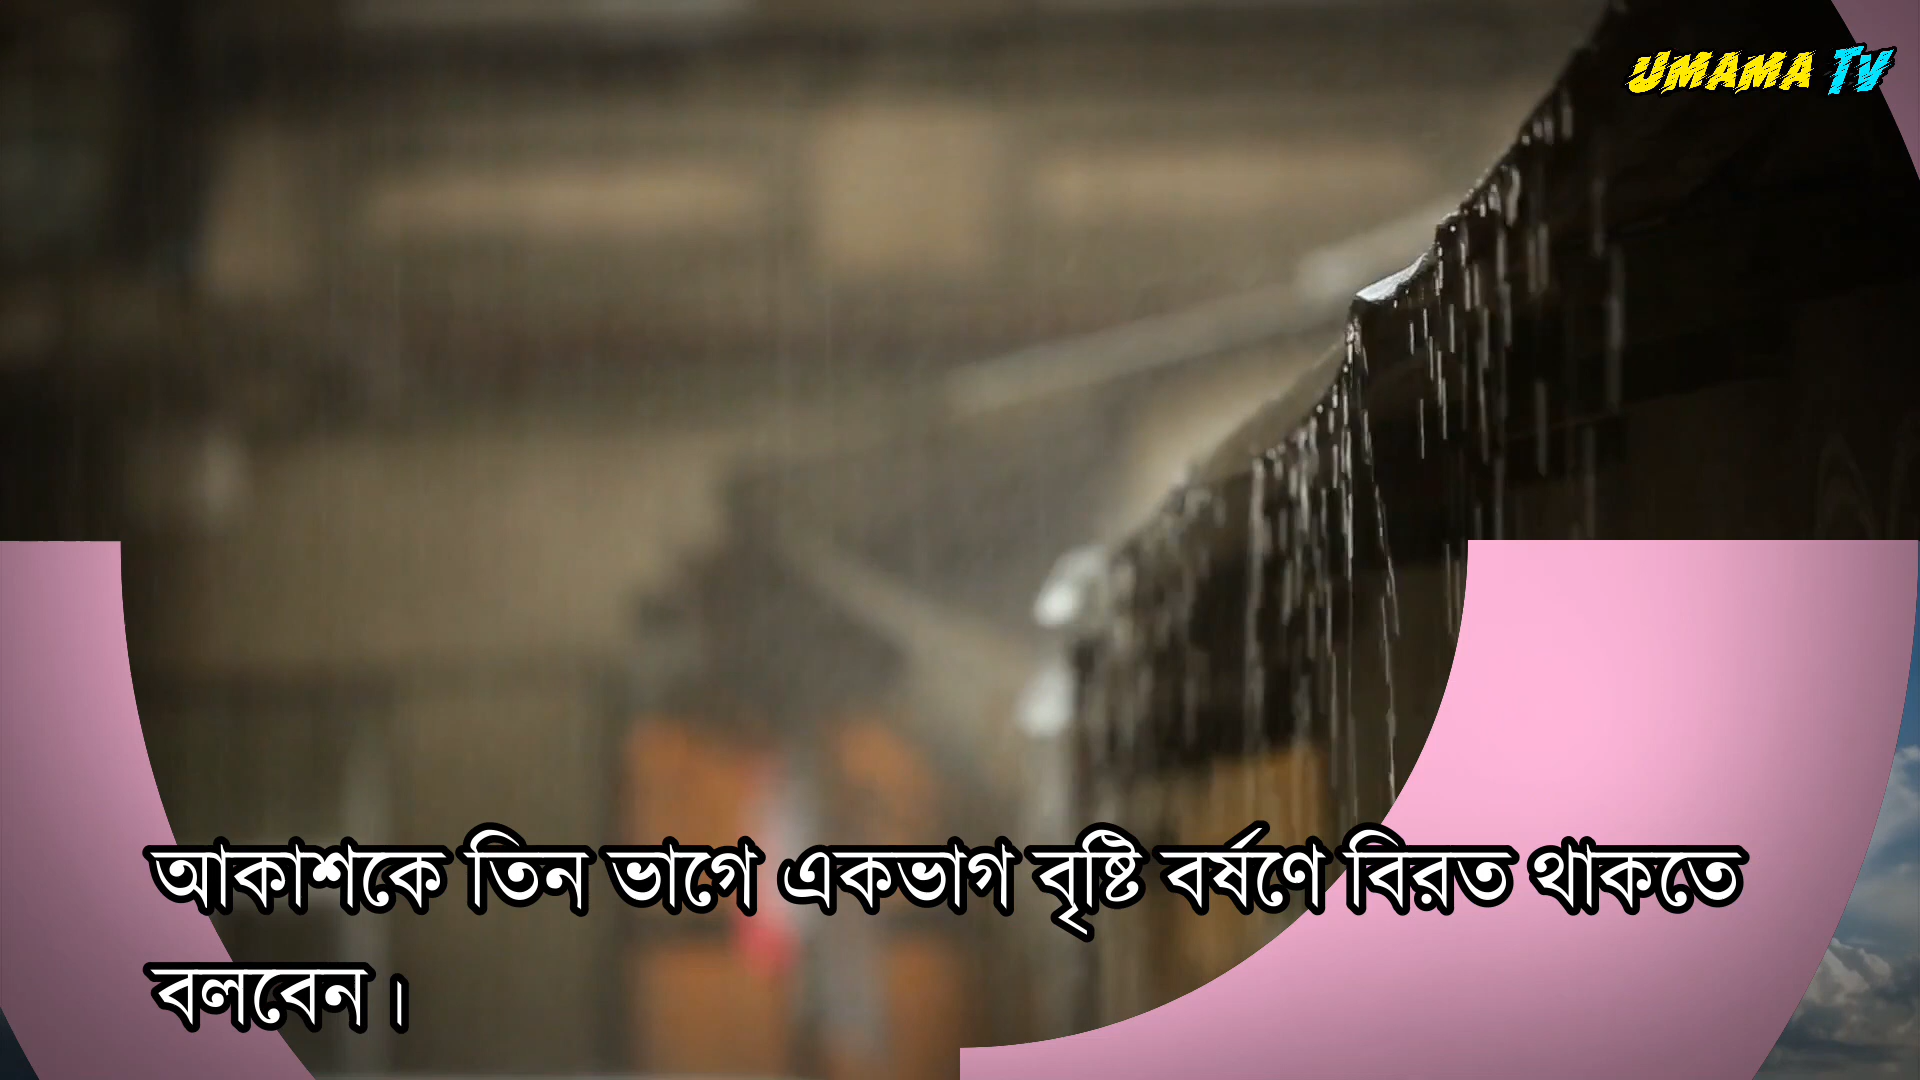 UMAMA TV
আকাশকে তিন ভাগে একভাগ বৃষ্টি বর্ষণে বিরত থাকতে
বলবেন।